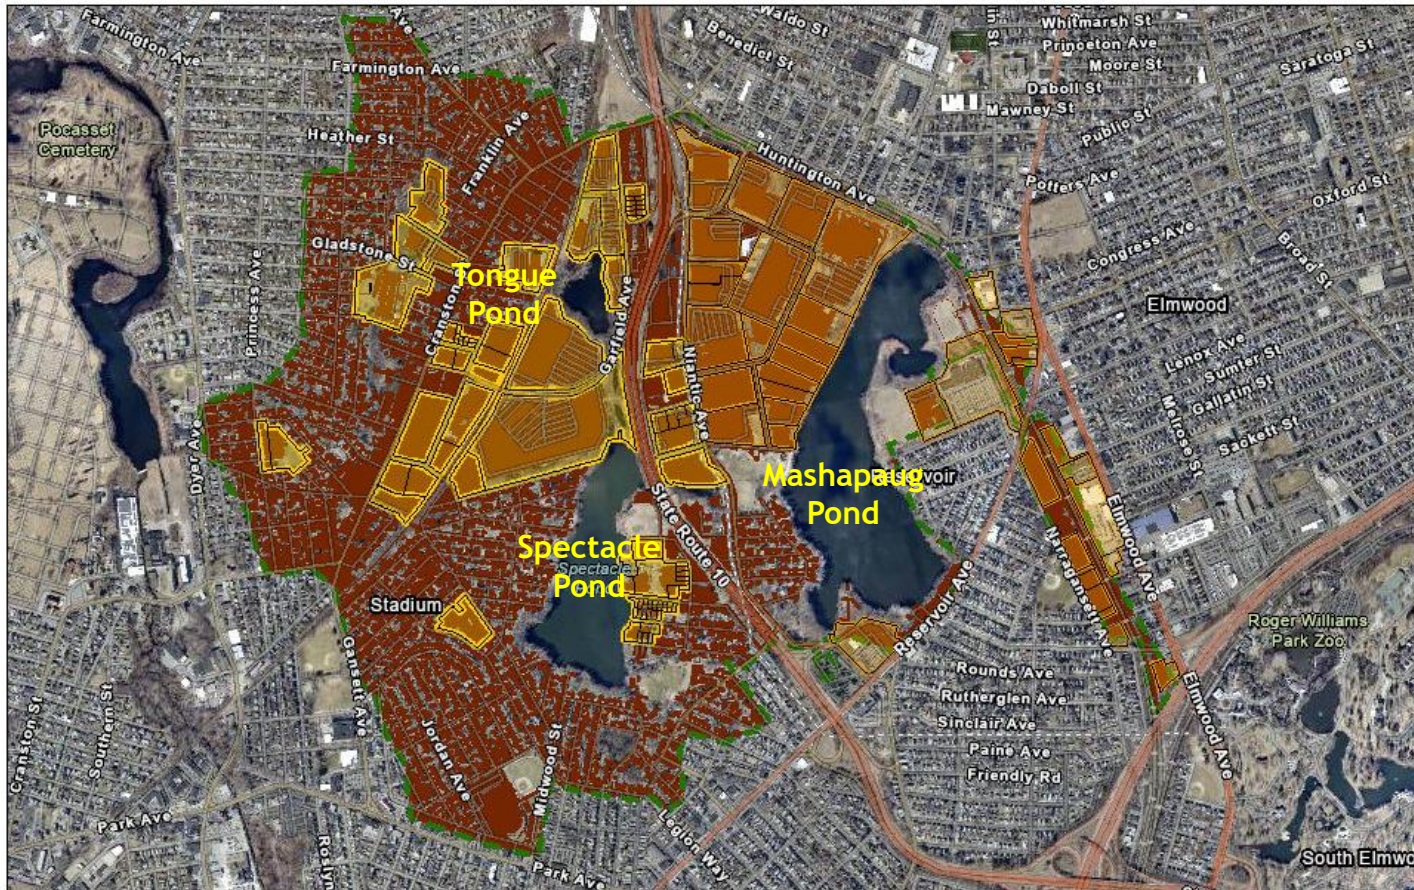 Ave
Waldo St
in St
Whitmarsh St
Farmington Ave
Benedict St
Princeton Ave
Saratoga St
Farmington Ave
Moore St
Daboll St
Mawney St
Pocasset
Cemetery
Heather St
Franklin Ave
Public St
Huntington Ave
Potters Ave
Oxford St
Gladstone St
Congress Ave
Broad St
Princess Ave
Tongue
Pond
Cranston
Garfield Ave
Elmwood
Niantic Ave
Lenox Ave
Sumter St
Gallatin St
Melrose St
Sackett St
Dyer Ave
Mashapaug
Pond
State Route 10
Elmwood Ave
Spectacle
Pond
Spectacle
Narragansett Ave
Reservoir Ave
Stadium
Roger Williams
Park Zoo
Gansett Ave
Rounds Ave
Rutherglen Ave
Sinclair Ave
Elmwood Ave
Cranston St
Southern St
Jordan Ave
Midwood St
Paine Ave
Friendly Rd
Park Ave
Legion Way
Roslyn
Park Ave
South Elmwo